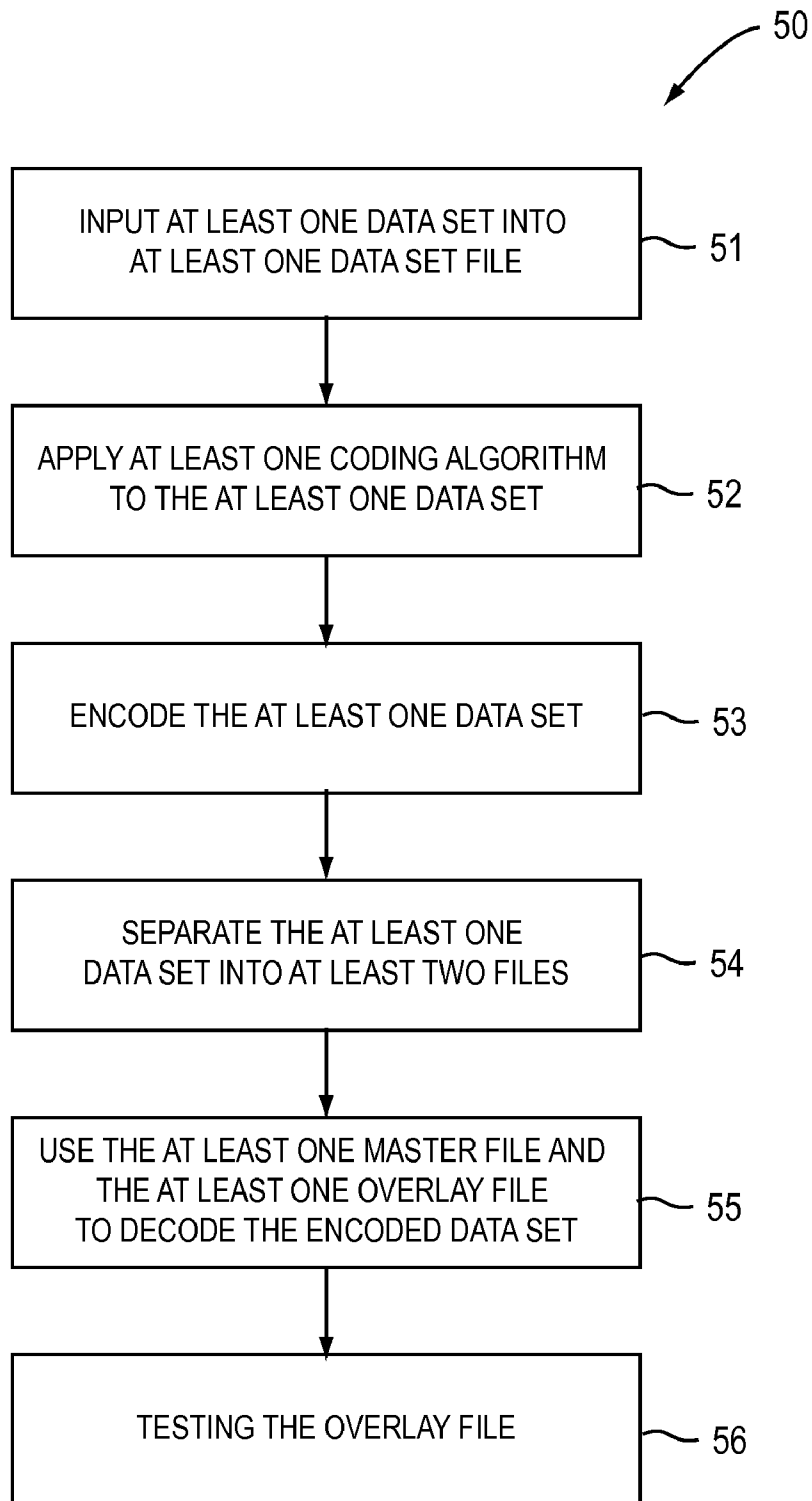 50
INPUT AT LEAST ONE DATA SET INTO
AT LEAST ONE DATA SET FILE
51
APPLY AT LEAST ONE CODING ALGORITHM
TO THE AT LEAST ONE DATA SET
52
ENCODE THE AT LEAST ONE DATA SET
53
SEPARATE THE AT LEAST ONE
DATA SET INTO AT LEAST TWO FILES
54
USE THE AT LEAST ONE MASTER FILE AND
THE AT LEAST ONE OVERLAY FILE
TO DECODE THE ENCODED DATA SET
55
TESTING THE OVERLAY FILE
56